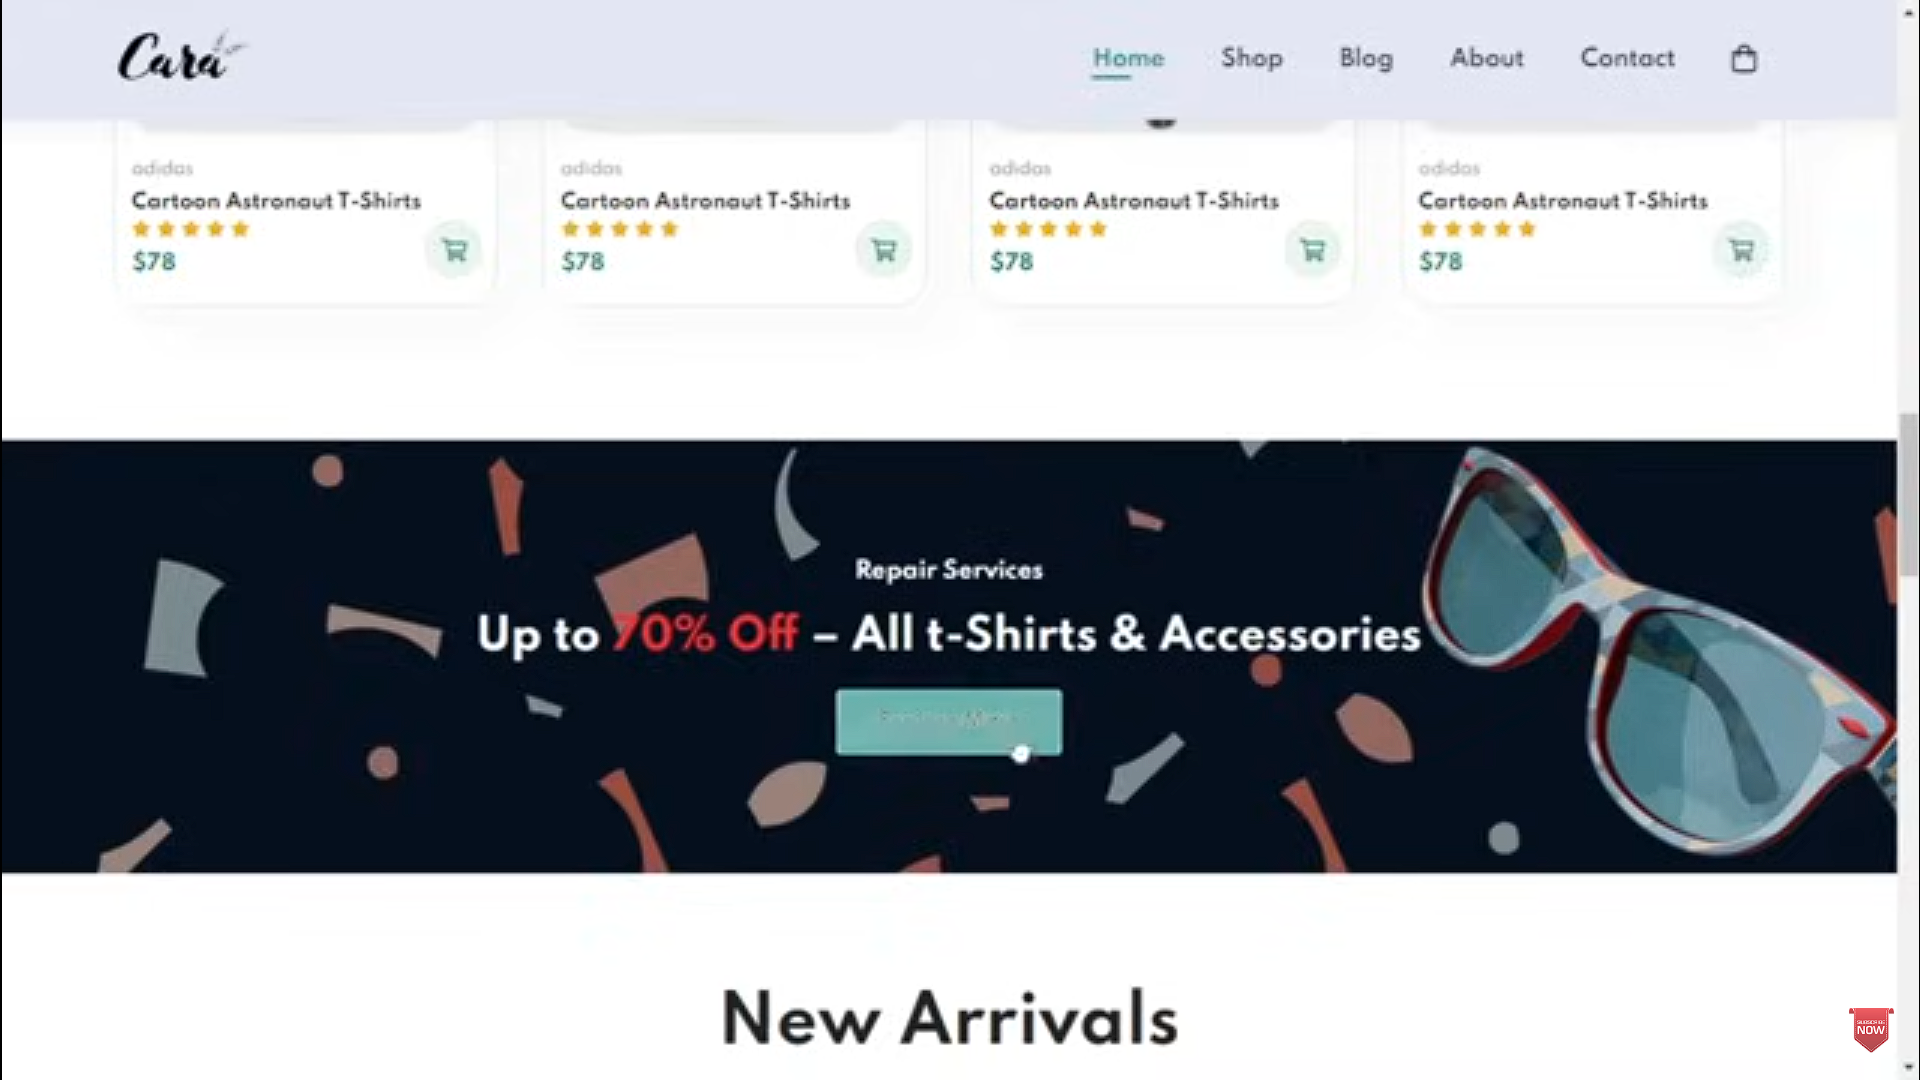 Cara
Home Shop Blog About Contact
adidas adidas adidas adidas
Cartoon Astronaut T-Shirts Cartoon Astronaut T-Shirts Cartoon Astronaut T-Shirts Cartoon Astronaut T-Shirts
$78 $78 $78 $78
Repair Services
Up to 70% Off – All t-Shirts & Accessories
New Arrivals
SUBSCRIBE
NOW